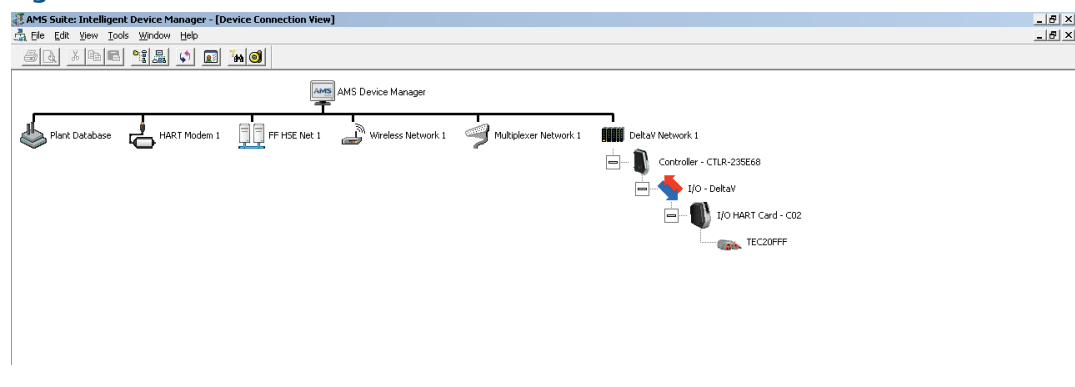 AMS Suite: Intelligent Device Manager - [Device Connection View]
File Edit View Tools Window Help
AMS AMS Device Manager
Plant Database HART Modem 1 FF HSE Net 1 Wireless Network 1 Multiplexer Network 1 DeltaV Network 1
Controller - CTLR-235E68
I/O - DeltaV
I/O HART Card - C02
TEC20FFF